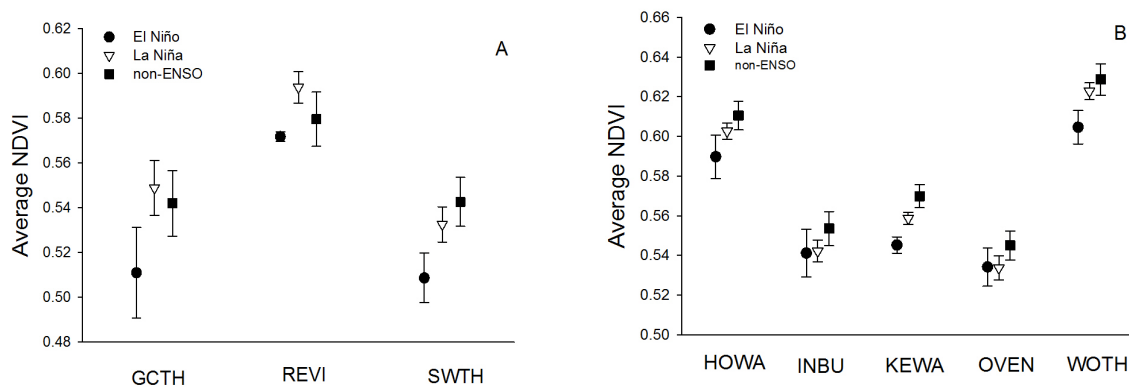 A
El Niño
La Niña
non-ENSO
Average NDVI
0.62
0.60
0.58
0.56
0.54
0.52
0.50
0.48
GCTH REVI SWTH
B
El Niño
La Niña
non-ENSO
Average NDVI
0.66
0.64
0.62
0.60
0.58
0.56
0.54
0.52
0.50
HOWA INBU KEWA OVEN WOTH